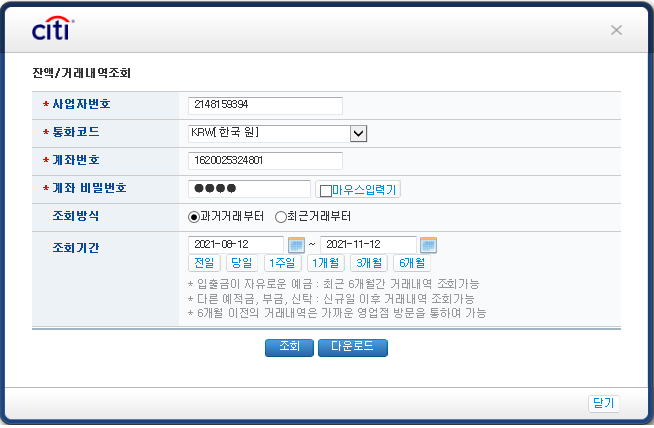 citi
잔액/거래내역조회
* 사업자번호 2148159394
* 통화코드 KRW[한국 원]
* 계좌번호 1620025324801
* 계좌 비밀번호 ●●●● 마우스입력기
조회방식 과거거래부터 최근거래부터
조회기간 2021-08-12 ~ 2021-11-12
전일 당일 1주일 1개월 3개월 6개월
* 입출금이 자유로운 예금 : 최근 6개월간 거래내역 조회가능
* 다른 예적금, 부금, 신탁 : 신규일 이후 거래내역 조회가능
* 6개월 이전의 거래내역은 가까운 영업점 방문을 통하여 가능
조회 다운로드
닫기